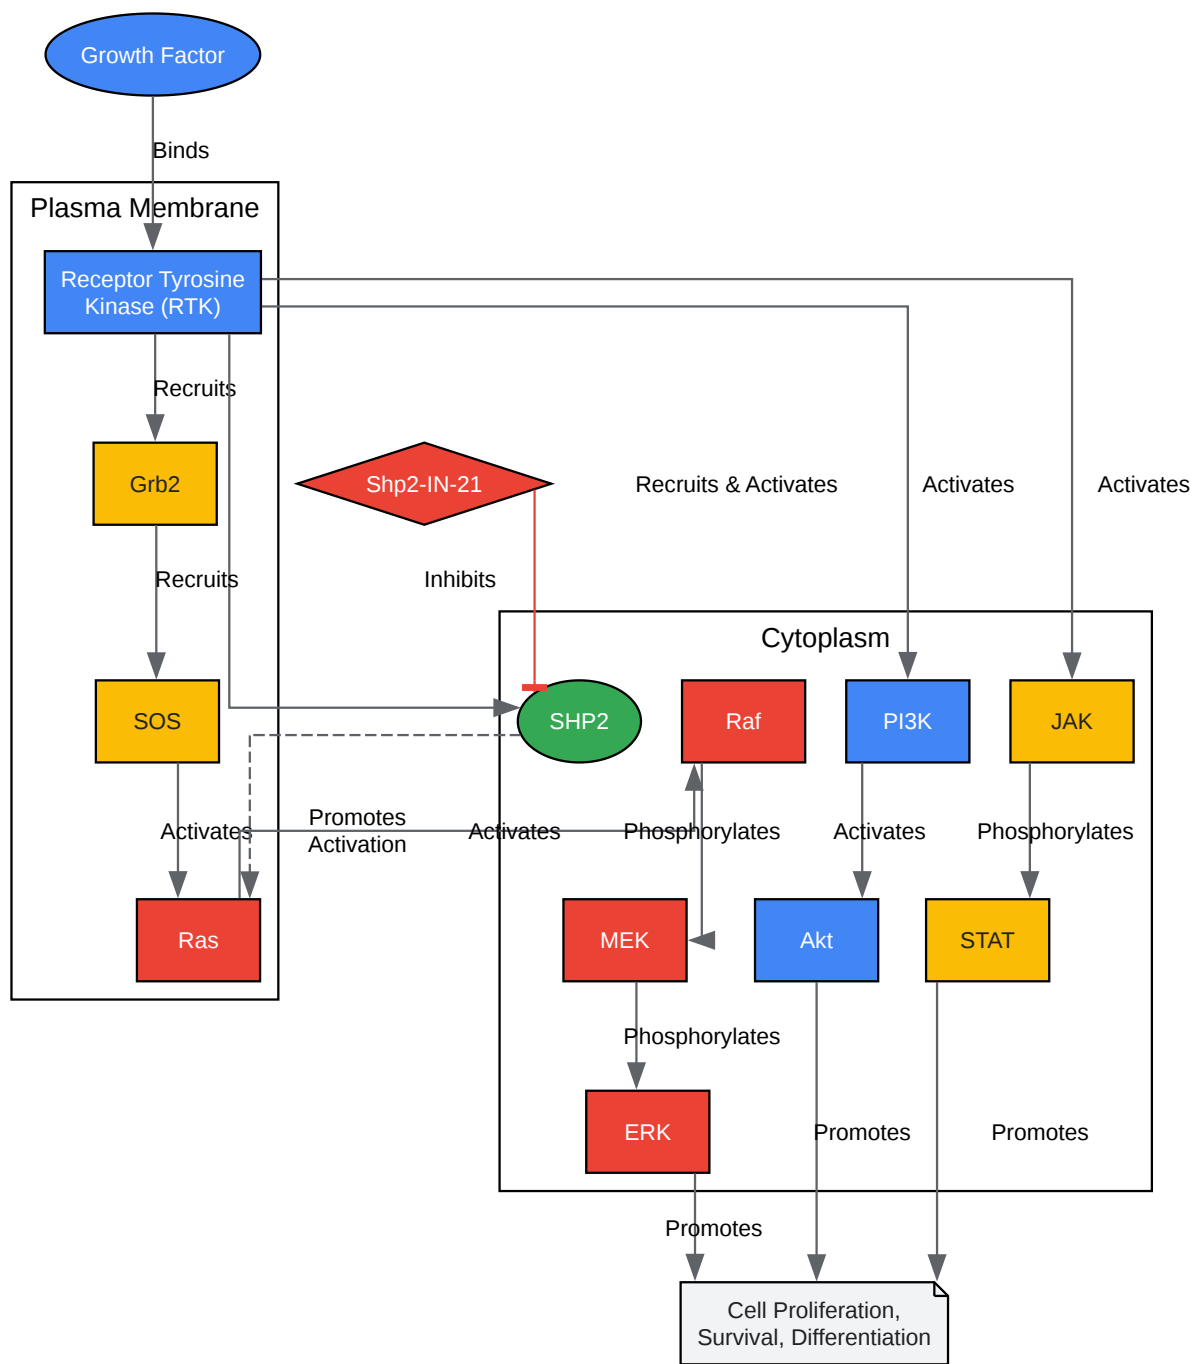 Growth Factor
Binds
Plasma Membrane
Receptor Tyrosine
Kinase (RTK)
Recruits
Grb2
Shp2-IN-21
Recruits & Activates
Activates
Activates
Recruits
Inhibits
Cytoplasm
SOS
SHP2
Raf
PI3K
JAK
Activates
Promotes
Activation
Activates
Phosphorylates
Activates
Phosphorylates
Ras
MEK
Akt
STAT
Phosphorylates
ERK
Promotes
Promotes
Promotes
Cell Proliferation,
Survival, Differentiation